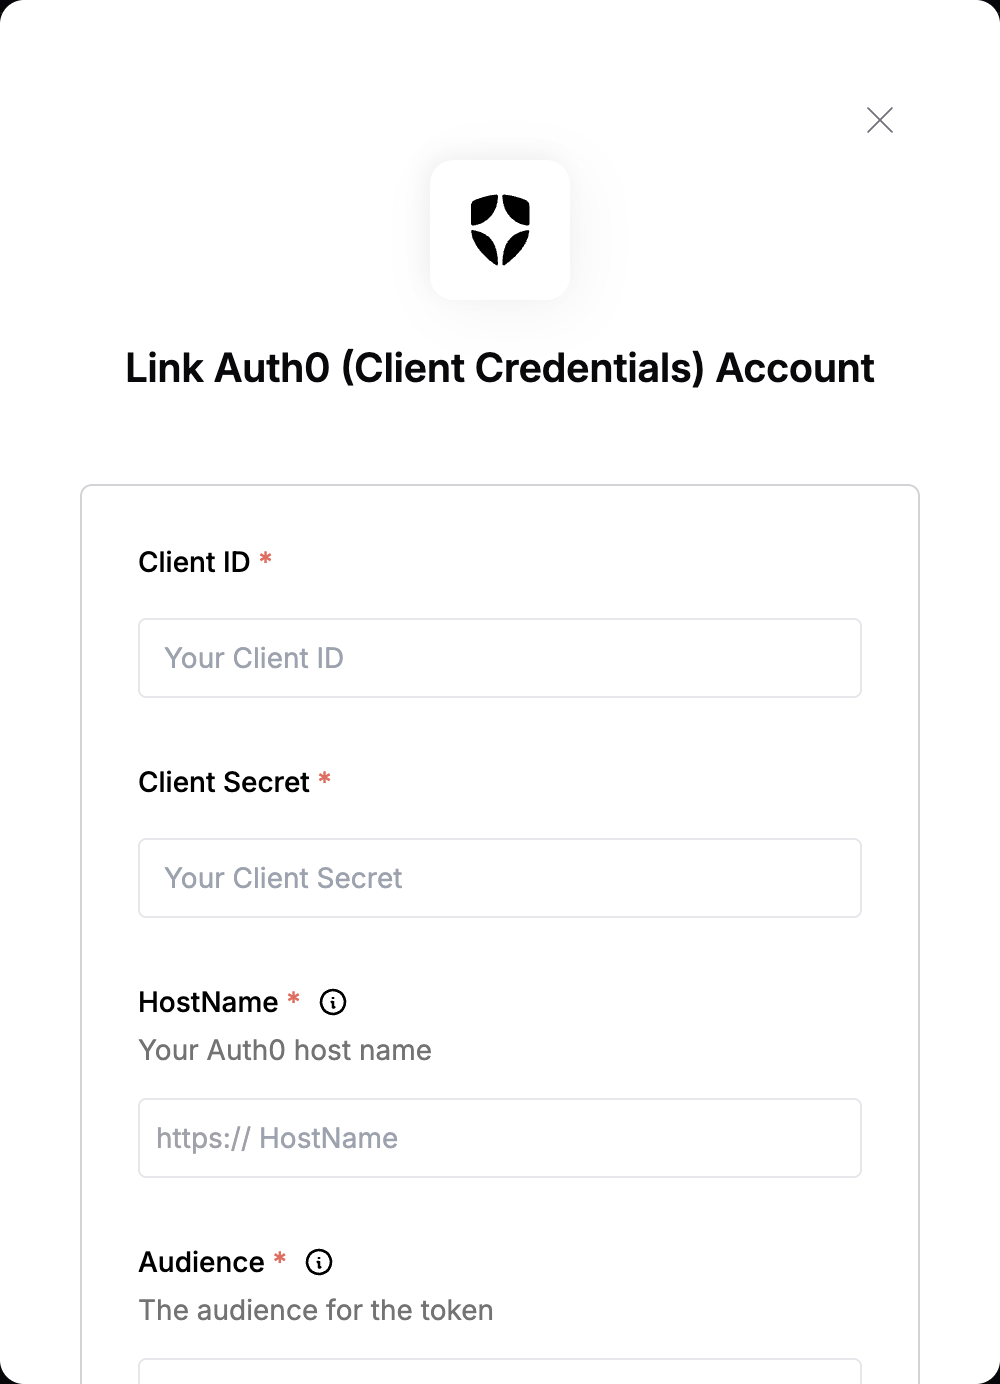 Link Auth0 (Client Credentials) Account
Client ID *
Your Client ID
Client Secret *
Your Client Secret
HostName *
Your Auth0 host name
https:// HostName
Audience *
The audience for the token